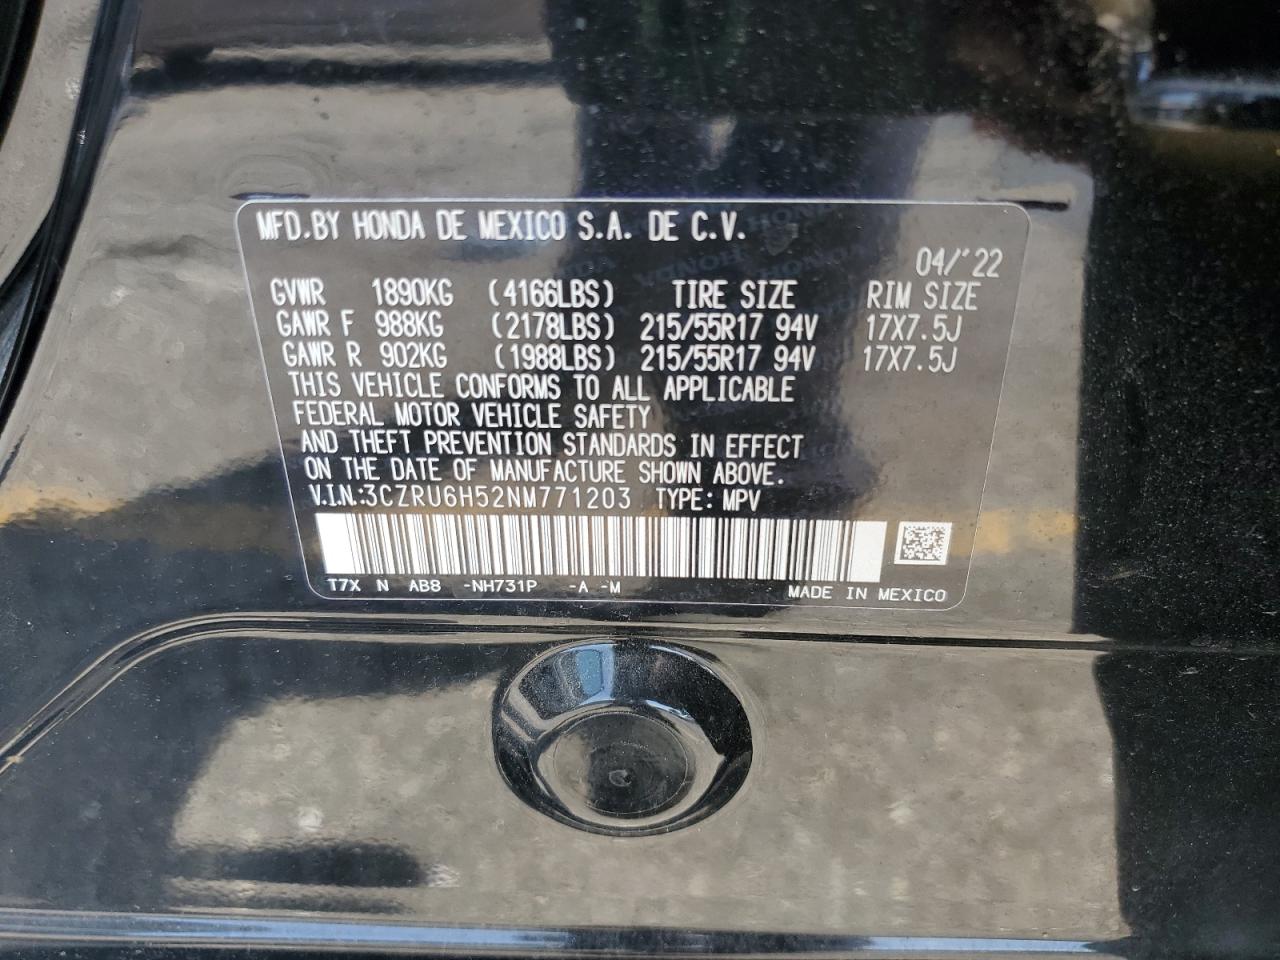 MFD.BY HONDA DE MEXICO S.A. DE C.V.
04/'22
GVWR 1890KG (4166LBS) TIRE SIZE RIM SIZE
GAWR F 988KG (2178LBS) 215/55R17 94V 17X7.5J
GAWR R 902KG (1988LBS) 215/55R17 94V 17X7.5J
THIS VEHICLE CONFORMS TO ALL APPLICABLE
FEDERAL MOTOR VEHICLE SAFETY
AND THEFT PREVENTION STANDARDS IN EFFECT
ON THE DATE OF MANUFACTURE SHOWN ABOVE.
V.I.N.:3CZRU6H52NM771203 TYPE: MPV
T7X N AB8 -NH731P -A -M MADE IN MEXICO